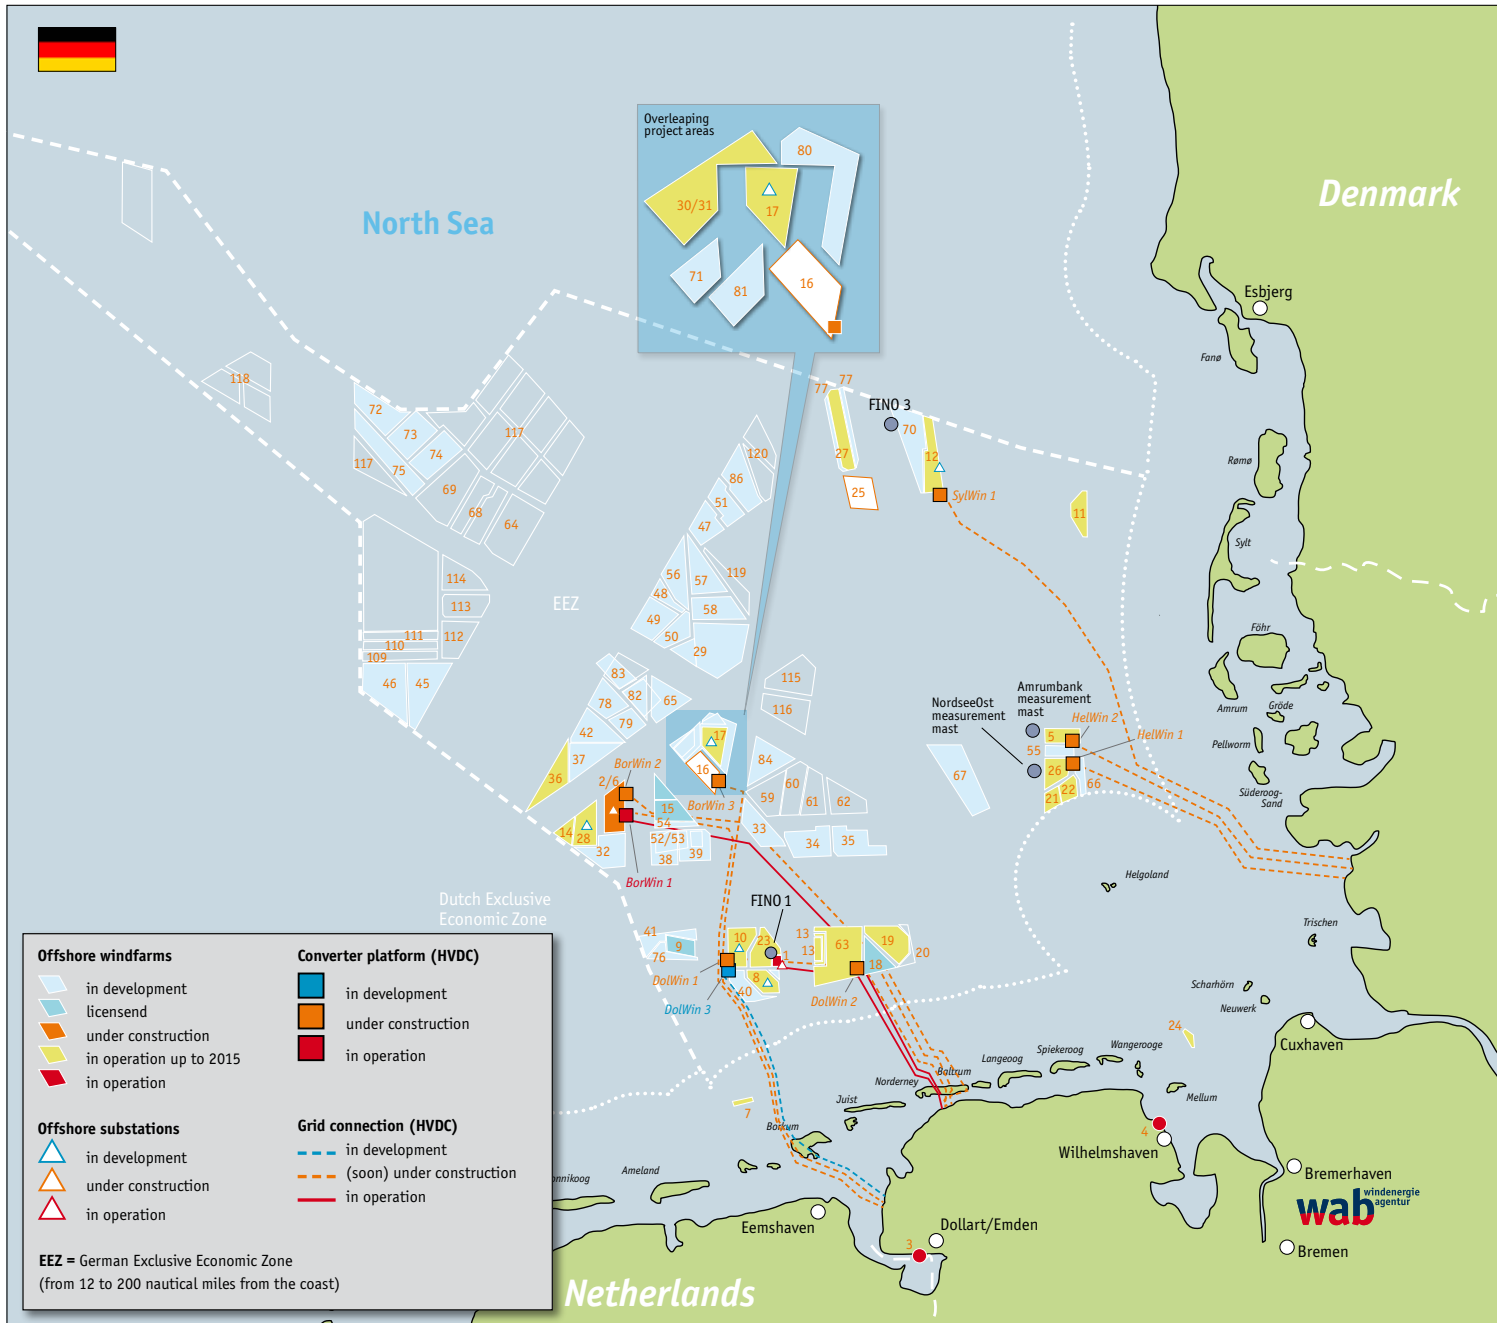 Overleaping
project areas
80
30/31
17
71
81
16
North Sea
Denmark
Esbjerg
Fanø
118
72
73
117
74
117
75
69
68
64
77
77
FINO 3
70
27
12
25
SylWin 1
11
Rømø
Sylt
120
86
51
47
56
57
119
48
58
49
50
29
EEZ
114
113
111
112
110
109
46
45
Föhr
Amrum
Gröde
Pellworm
Süderoog-
Sand
83
82
65
78
79
42
37
36
115
116
17
16
84
BorWin 2
2/6
BorWin 3
15
54
59
60
61
62
14
28
32
52/53
38
39
33
34
35
BorWin 1
Amrumbank
measurement
mast
NordseeOst
measurement
mast
HelWin 2
HelWin 1
5
55
26
22
21
66
67
Helgoland
Trischen
Dutch Exclusive
Economic Zone
FINO 1
41
9
76
10
23
1
13
13
63
19
20
18
8
40
DolWin 1
DolWin 3
DolWin 2
Scharhörn
Neuwerk
24
Cuxhaven
Wangerooge
Spiekeroog
Langeoog
Baltrum
Norderney
Juist
Borkum
7
Mellum
4
Wilhelmshaven
Bremerhaven
wab
windenergie
agentur
Bremen
Ameland
onnikoog
Eemshaven
Dollart/Emden
3
Netherlands
Offshore windfarms
in development
licensend
under construction
in operation up to 2015
in operation
Converter platform (HVDC)
in development
under construction
in operation
Offshore substations
in development
under construction
in operation
Grid connection (HVDC)
in development
(soon) under construction
in operation
EEZ = German Exclusive Economic Zone
(from 12 to 200 nautical miles from the coast)